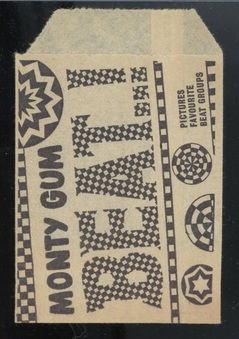 MONTY GUM
BEAT!
PICTURES
FAVOURITE
BEAT GROUPS